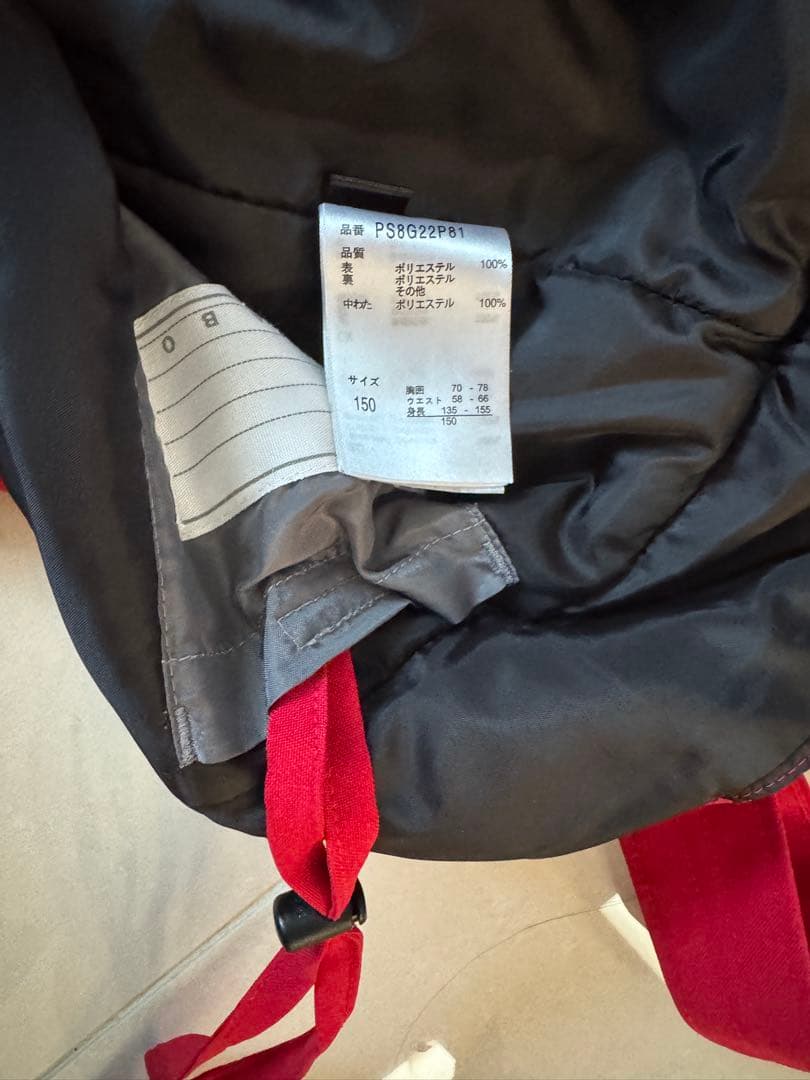 品番 PS8G22P81
品質
表 ポリエステル 100%
裏 ポリエステル
その他
中わた ポリエステル 100%
サイズ
150
胸囲 70 - 78
ウエスト 58 - 66
身長 135 - 155
150
B
O